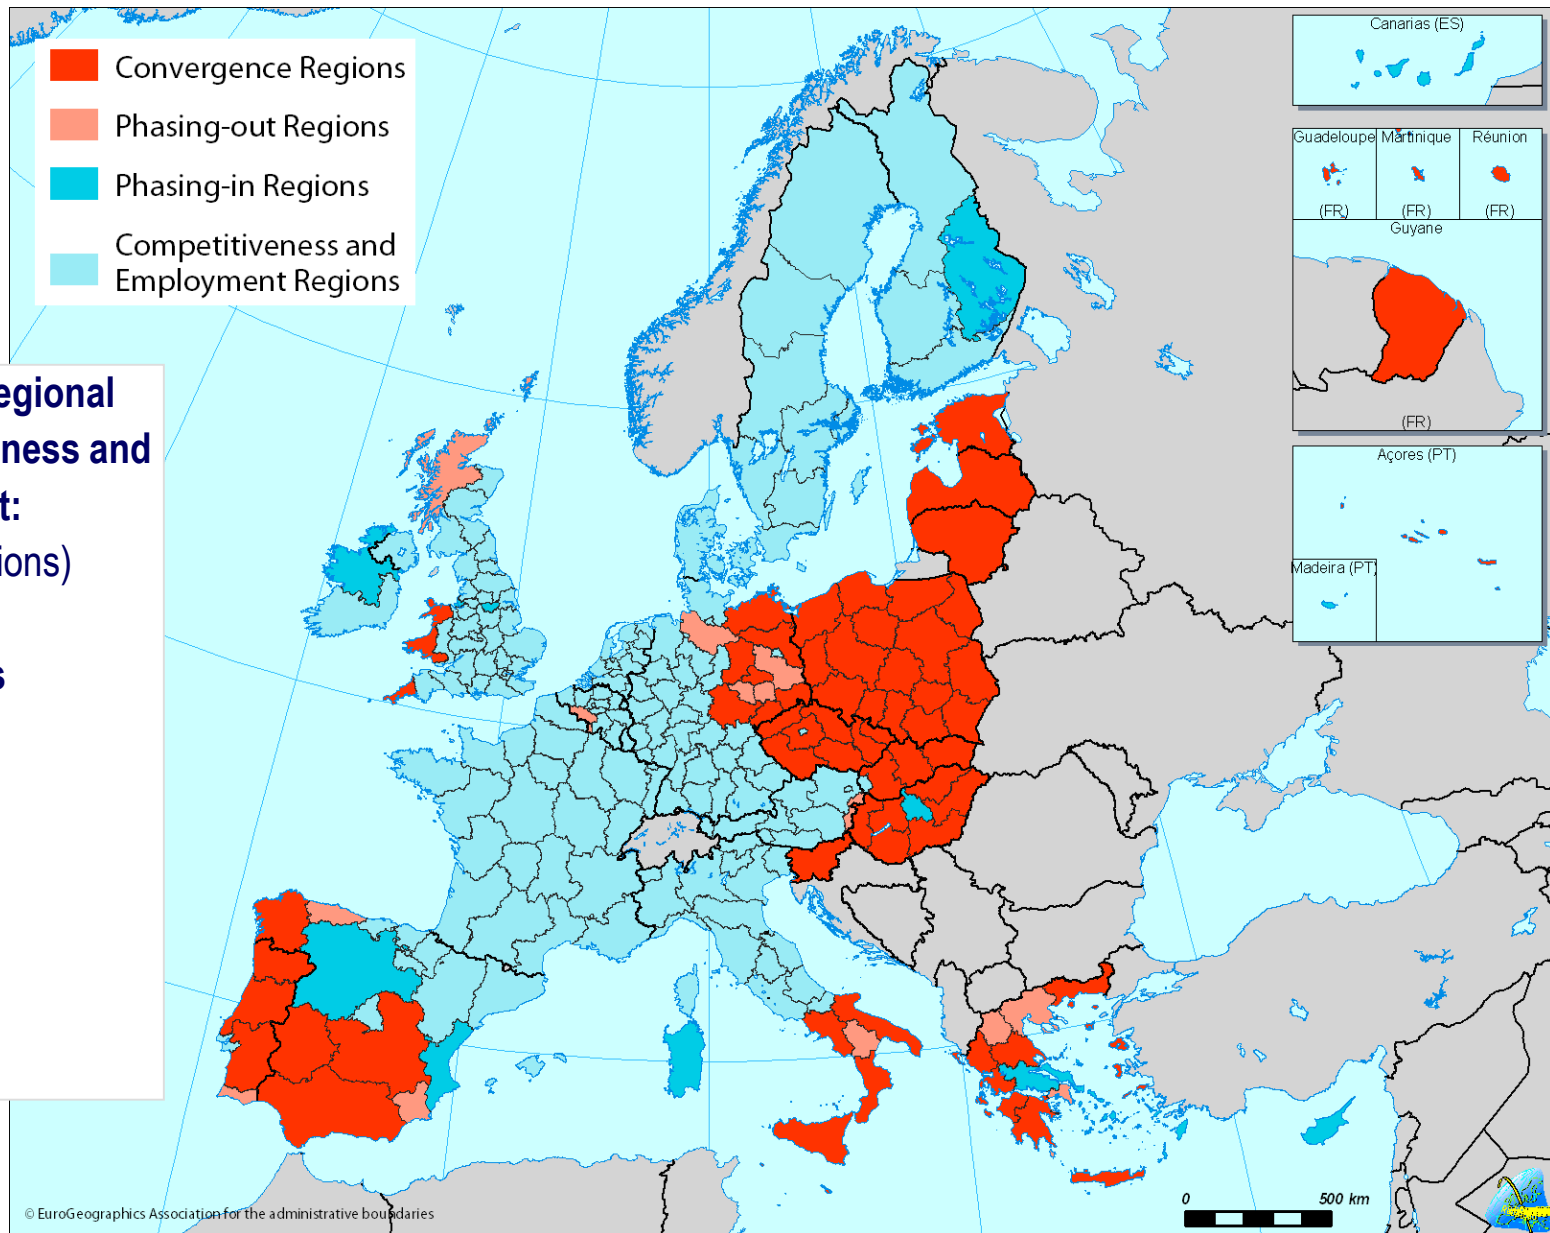 Convergence Regions
Phasing-out Regions
Phasing-in Regions
Competitiveness and
Employment Regions
egional
ness and
t:
ions)
s
Canarias (ES)
Guadeloupe
Martinique
Réunion
(FR)
(FR)
(FR)
Guyane
(FR)
Açores (PT)
Madeira (PT)
0
500 km
© EuroGeographics Association for the administrative boundaries